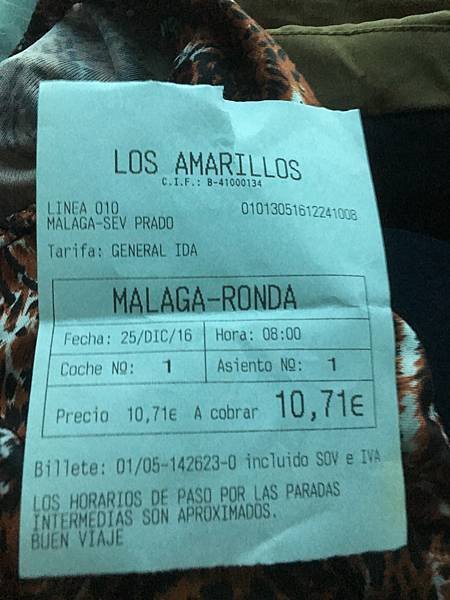 LOS AMARILLOS
C.I.F.: B-41000134
LINEA 010 01013051612241008
MALAGA-SEV PRADO
Tarifa: GENERAL IDA
MALAGA-RONDA
Fecha: 25/DIC/16 Hora: 08:00
Coche NO: 1 Asiento NO: 1
Precio 10,71€ A cobrar 10,71€
Billete: 01/05-142623-0 incluido SOV e IVA
LOS HORARIOS DE PASO POR LAS PARADAS
INTERMEDIAS SON APROXIMADOS.
BUEN VIAJE